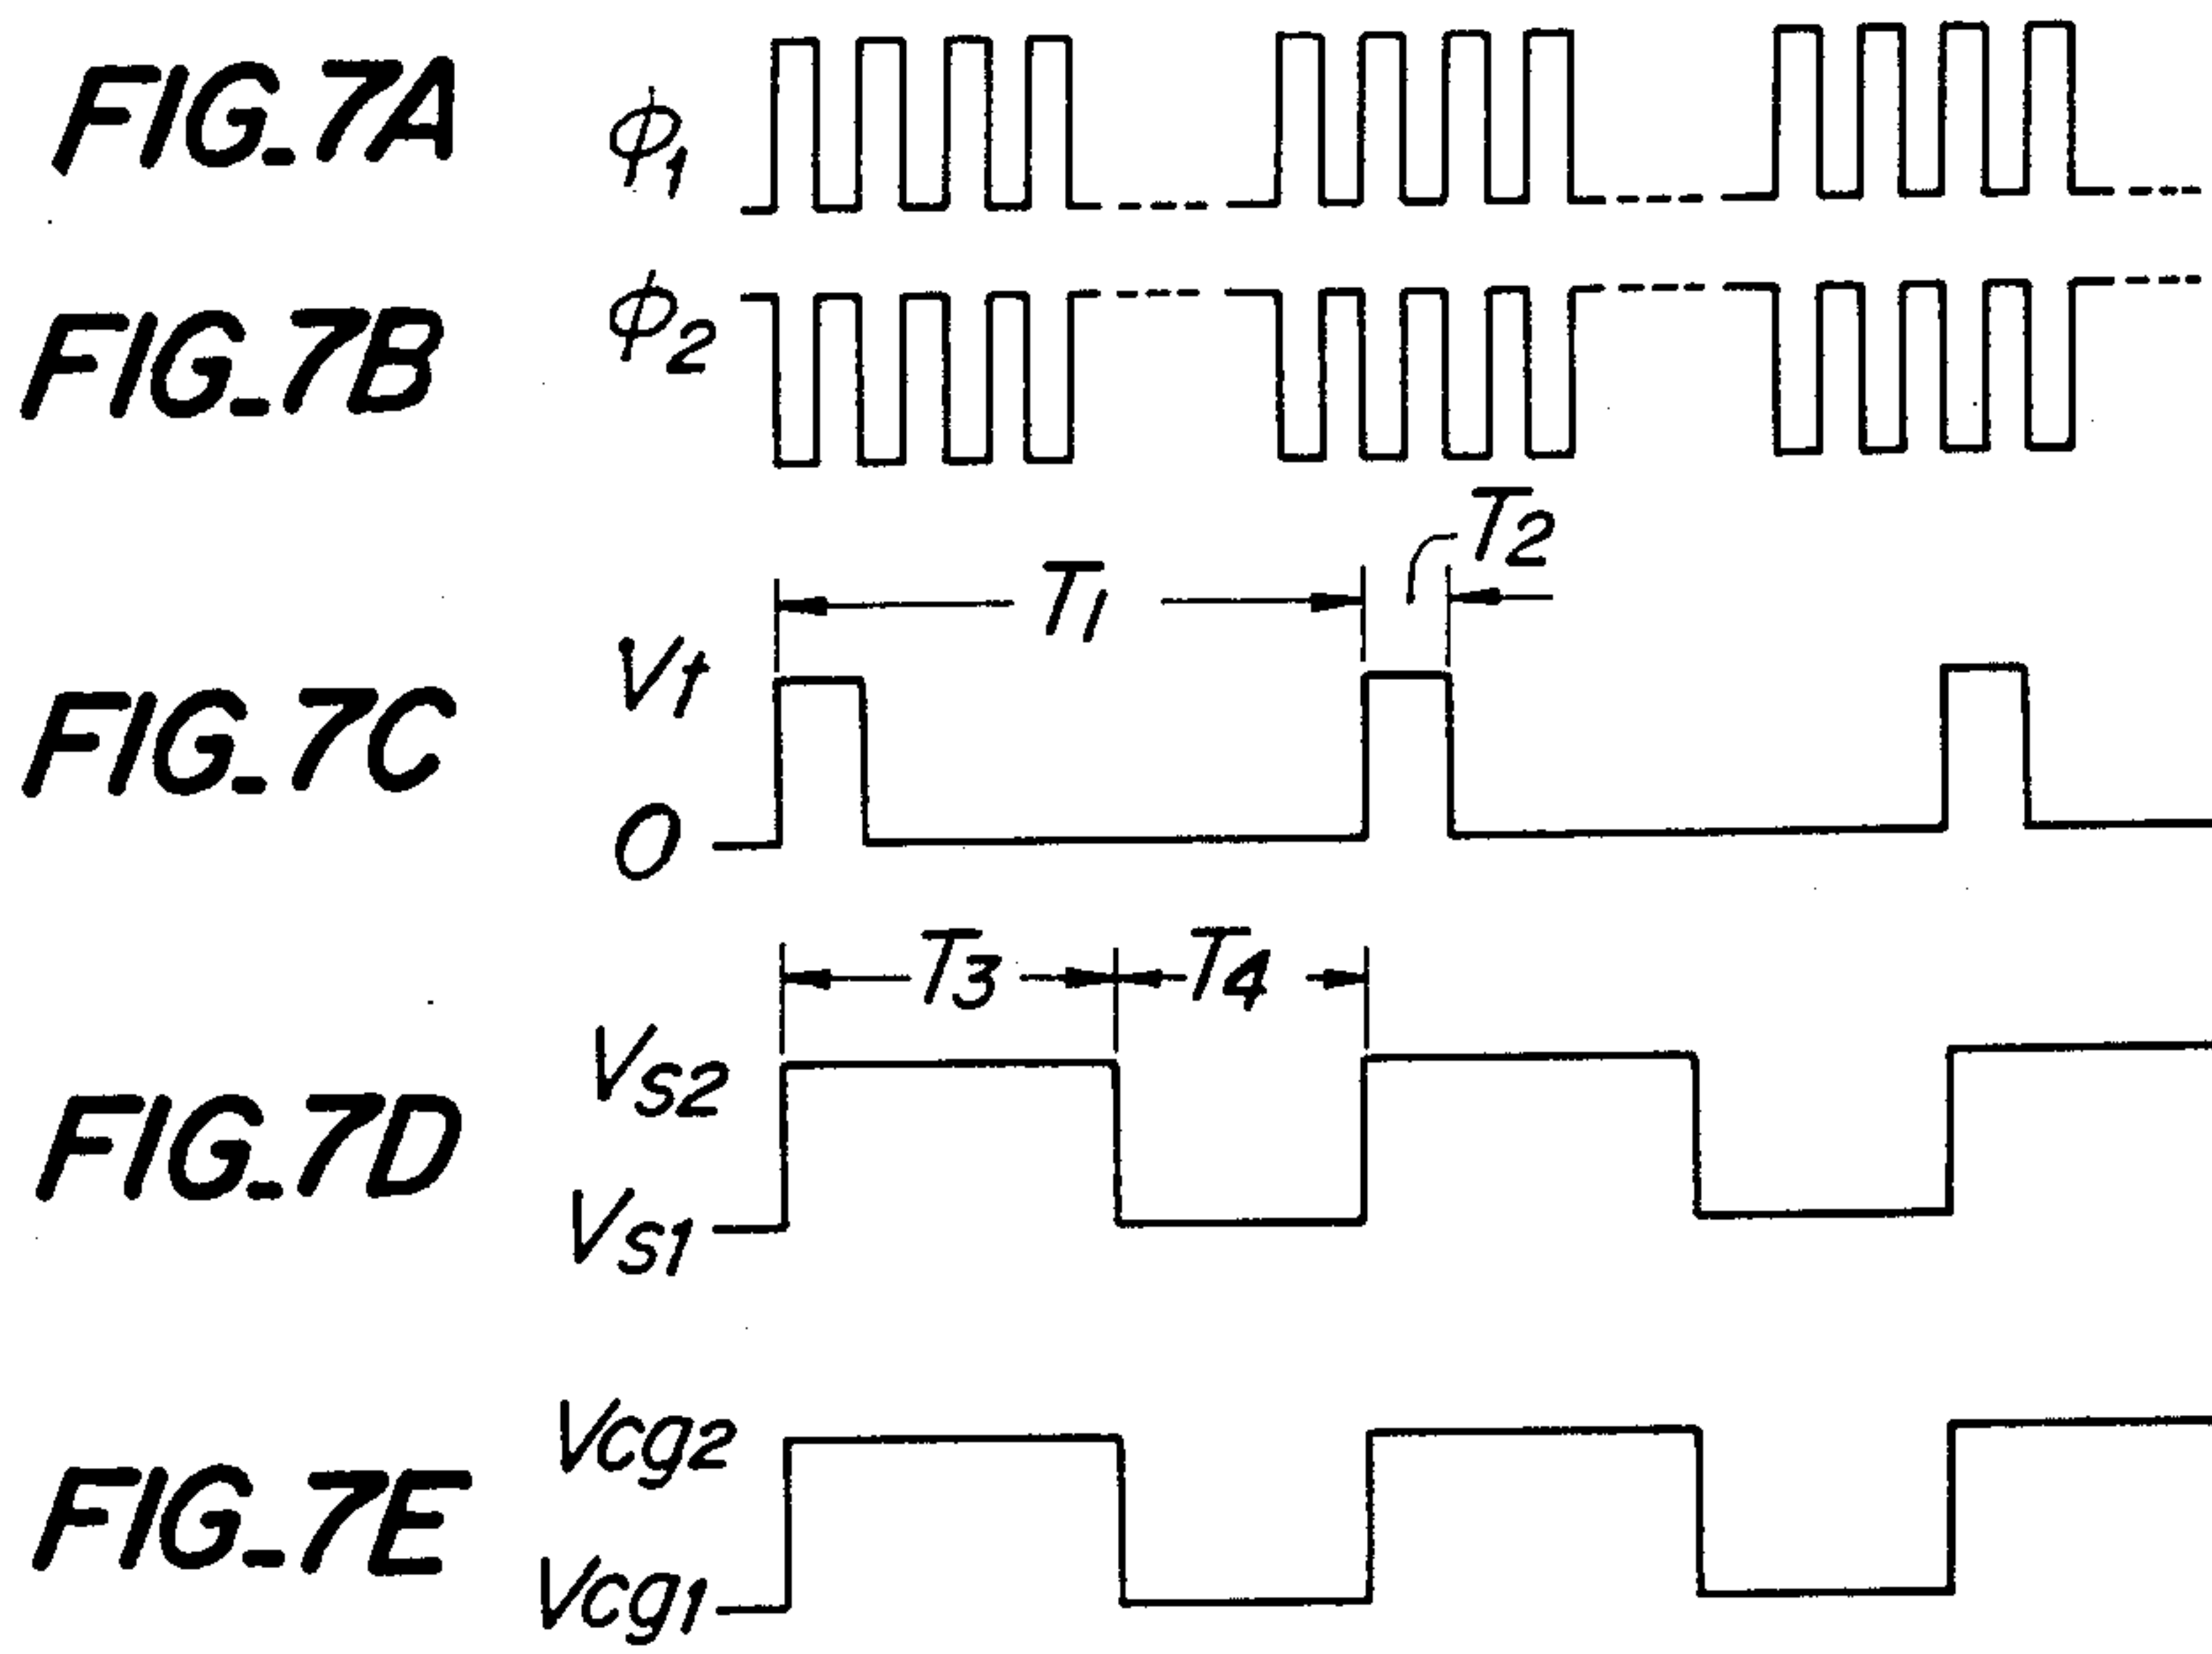 FIG_7A
ϕ1
FIG_7B
ϕ2
T1
T2
FIG_7C
Vt
0
T3
T4
FIG_7D
VS2
VS1
FIG_7E
Vcg2
Vcg1